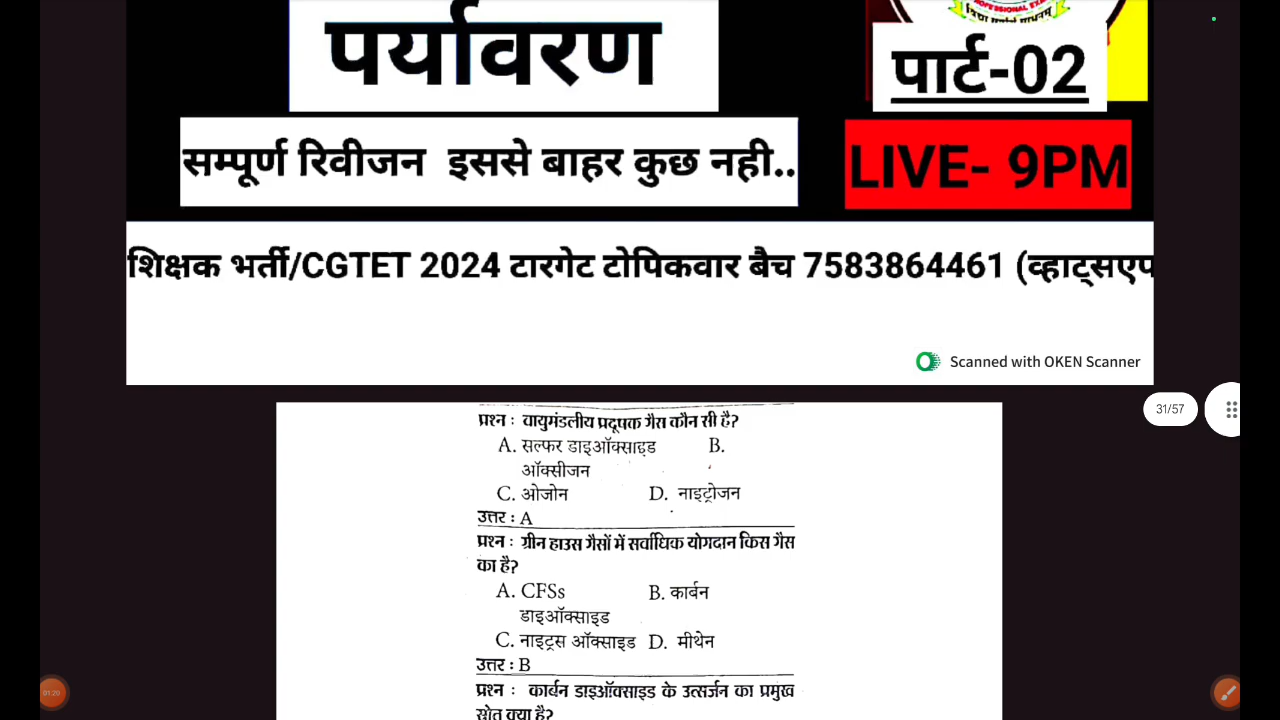 पर्यावरण
पार्ट-02
सम्पूर्ण रिवीजन इससे बाहर कुछ नही..
LIVE- 9PM
शिक्षक भर्ती/CGTET 2024 टारगेट टोपिकवार बैच 7583864461 (व्हाट्सएप
Scanned with OKEN Scanner
31/57
प्रश्न : वायुमंडलीय प्रदूषक गैस कौन सी है?
A. सल्फर डाइऑक्साइड B.
ऑक्सीजन
C. ओजोन D. नाइट्रोजन
उत्तर : A
प्रश्न : ग्रीन हाउस गैसों में सर्वाधिक योगदान किस गैस
का है?
A. CFSs B. कार्बन
डाइऑक्साइड
C. नाइट्रस ऑक्साइड D. मीथेन
उत्तर : B
प्रश्न : कार्बन डाइऑक्साइड के उत्सर्जन का प्रमुख
स्रोत क्या है?
01:20